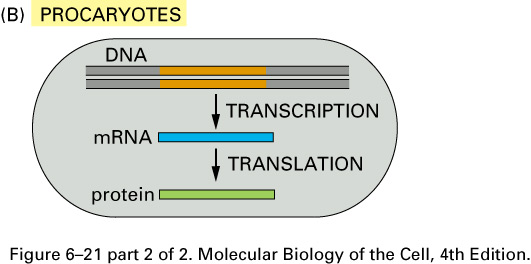 (B) PROCARYOTES
DNA
TRANSCRIPTION
mRNA
TRANSLATION
protein
Figure 6–21 part 2 of 2. Molecular Biology of the Cell, 4th Edition.